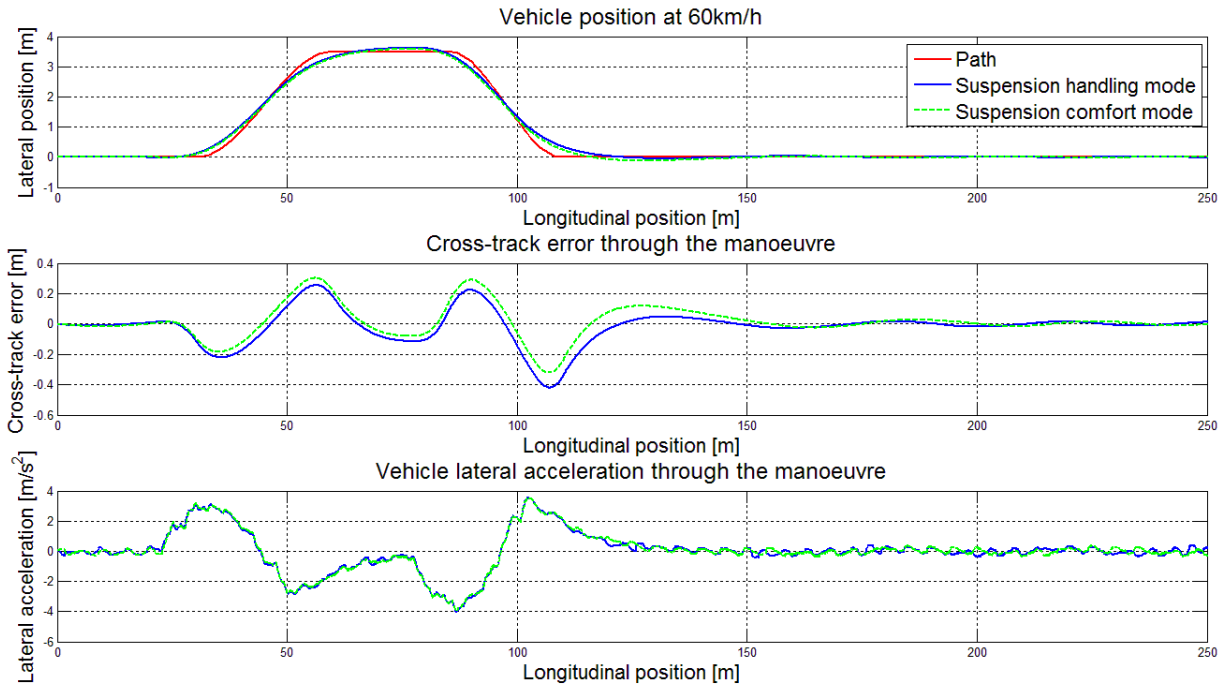 Vehicle position at 60km/h
Lateral position [m]
4
3
2
1
0
-1
Path
Suspension handling mode
Suspension comfort mode
0 50 100 150 200 250
Longitudinal position [m]
Cross-track error through the manoeuvre
Cross-track error [m]
0.4
0.2
0
-0.2
-0.4
-0.6
0 50 100 150 200 250
Longitudinal position [m]
Vehicle lateral acceleration through the manoeuvre
Lateral acceleration [m/s²]
4
2
0
-2
-4
-6
0 50 100 150 200 250
Longitudinal position [m]